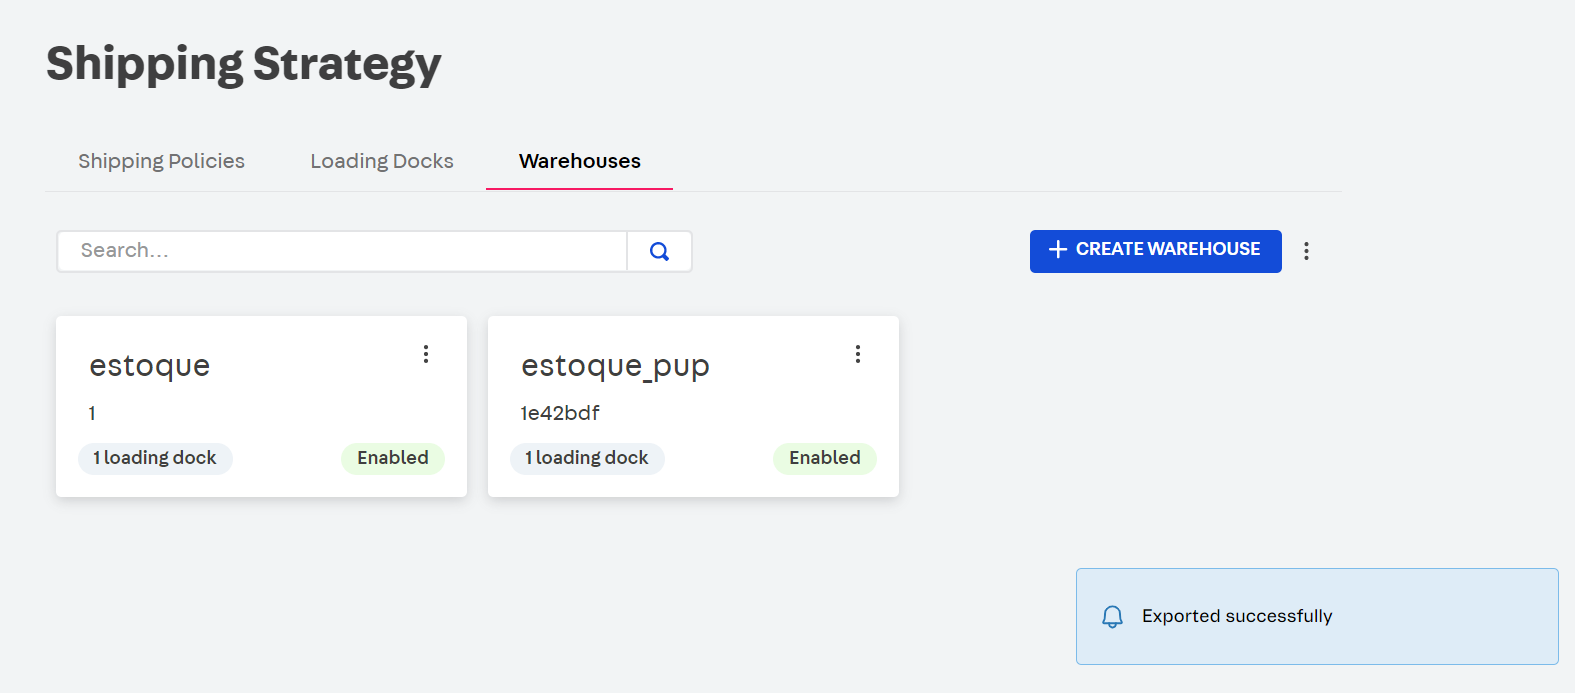 Shipping Strategy
Shipping Policies Loading Docks Warehouses
Search... CREATE WAREHOUSE
estoque
1
1 loading dock Enabled
estoque_pup
1e42bdf
1 loading dock Enabled
Exported successfully